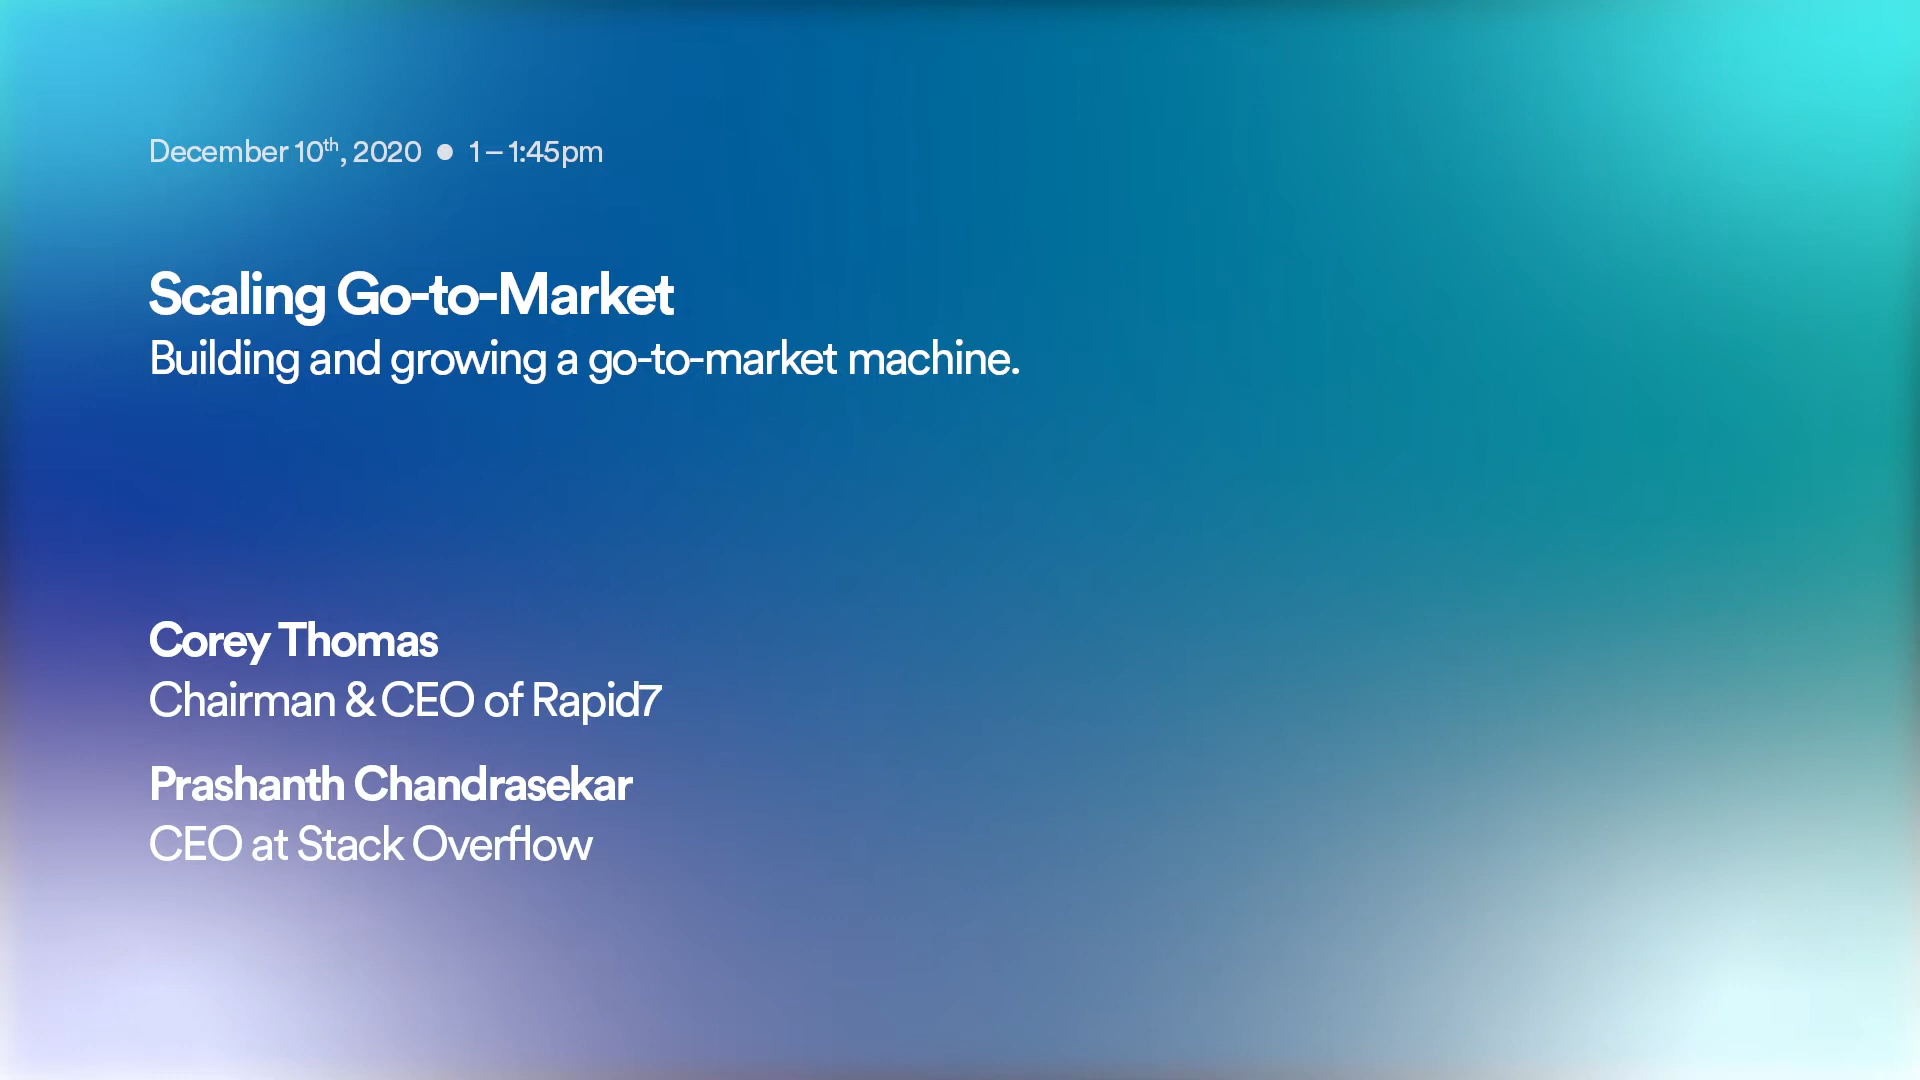 December 10th, 2020 ● 1 – 1:45pm
Scaling Go-to-Market
Building and growing a go-to-market machine.
Corey Thomas
Chairman & CEO of Rapid7
Prashanth Chandrasekar
CEO at Stack Overflow